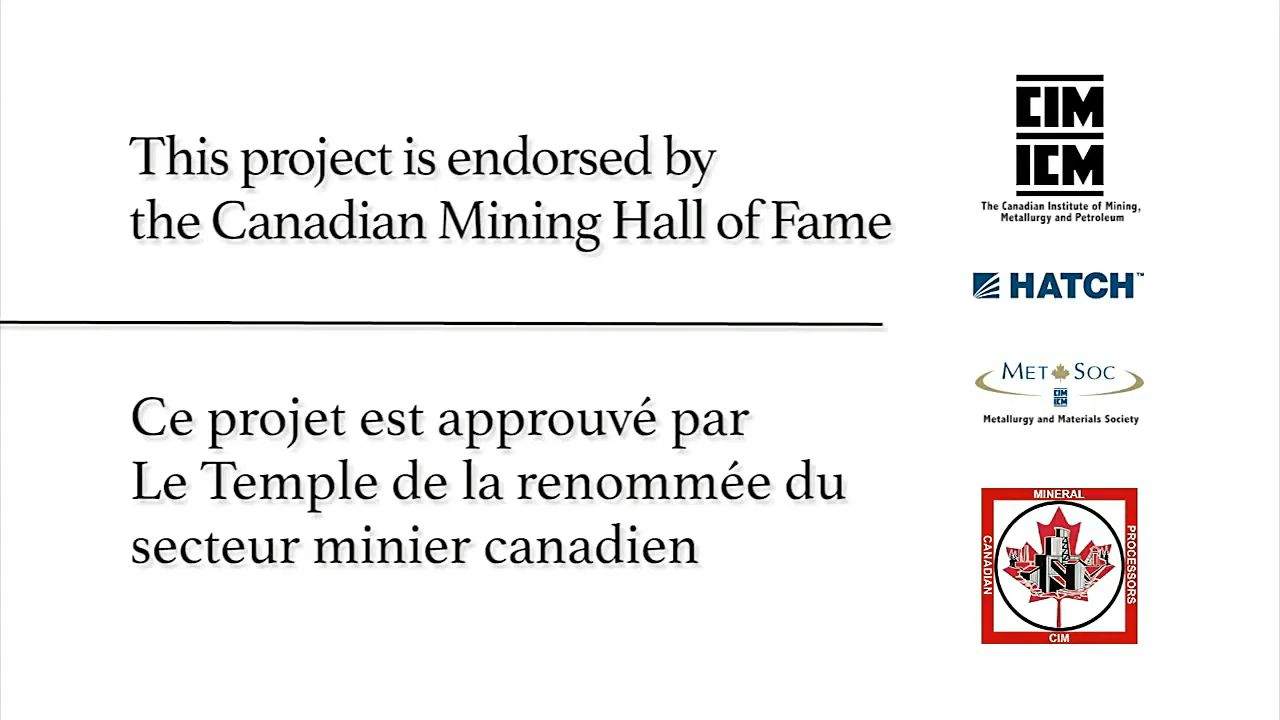 This project is endorsed by
the Canadian Mining Hall of Fame
Ce projet est approuvé par
Le Temple de la renommée du
secteur minier canadien
CIM
ICM
The Canadian Institute of Mining,
Metallurgy and Petroleum
HATCH™
MET SOC
CIM
ICM
Metallurgy and Materials Society
MINERAL
CANADIAN
PROCESSORS
CIM